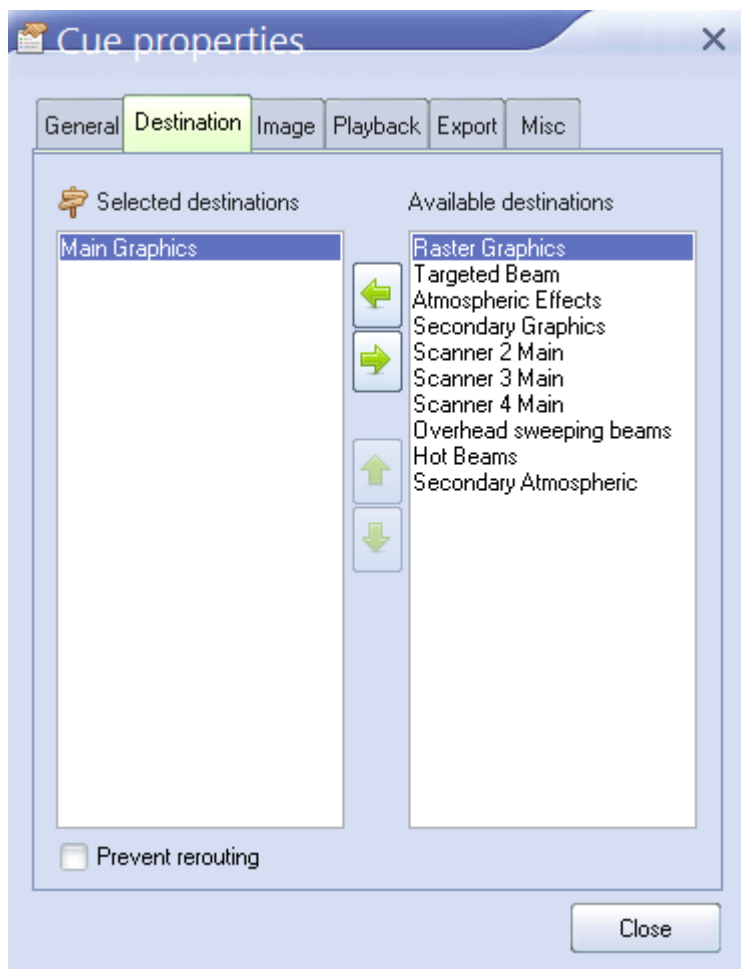 Cue properties
General Destination Image Playback Export Misc
Selected destinations
Main Graphics
Available destinations
Raster Graphics
Targeted Beam
Atmospheric Effects
Secondary Graphics
Scanner 2 Main
Scanner 3 Main
Scanner 4 Main
Overhead sweeping beams
Hot Beams
Secondary Atmospheric
Prevent rerouting
Close